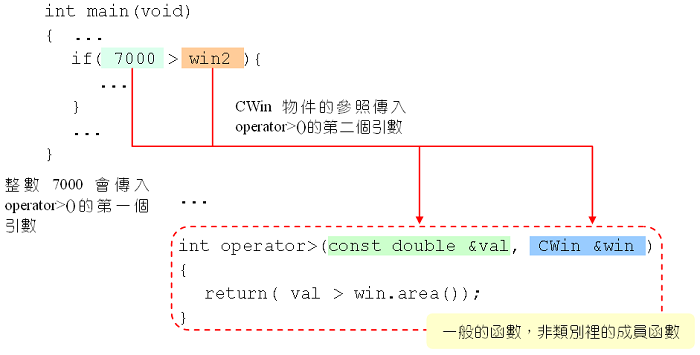 int main(void)
{ ...
if( 7000 > win2 ){
...
}
...
}
CWin 物件的參照傳入
operator>()的第二個引數
整數 7000 會傳入
operator>()的第一個
引數
...
int operator>(const double &val, CWin &win )
{
return( val > win.area());
}
一般的函數，非類別裡的成員函數